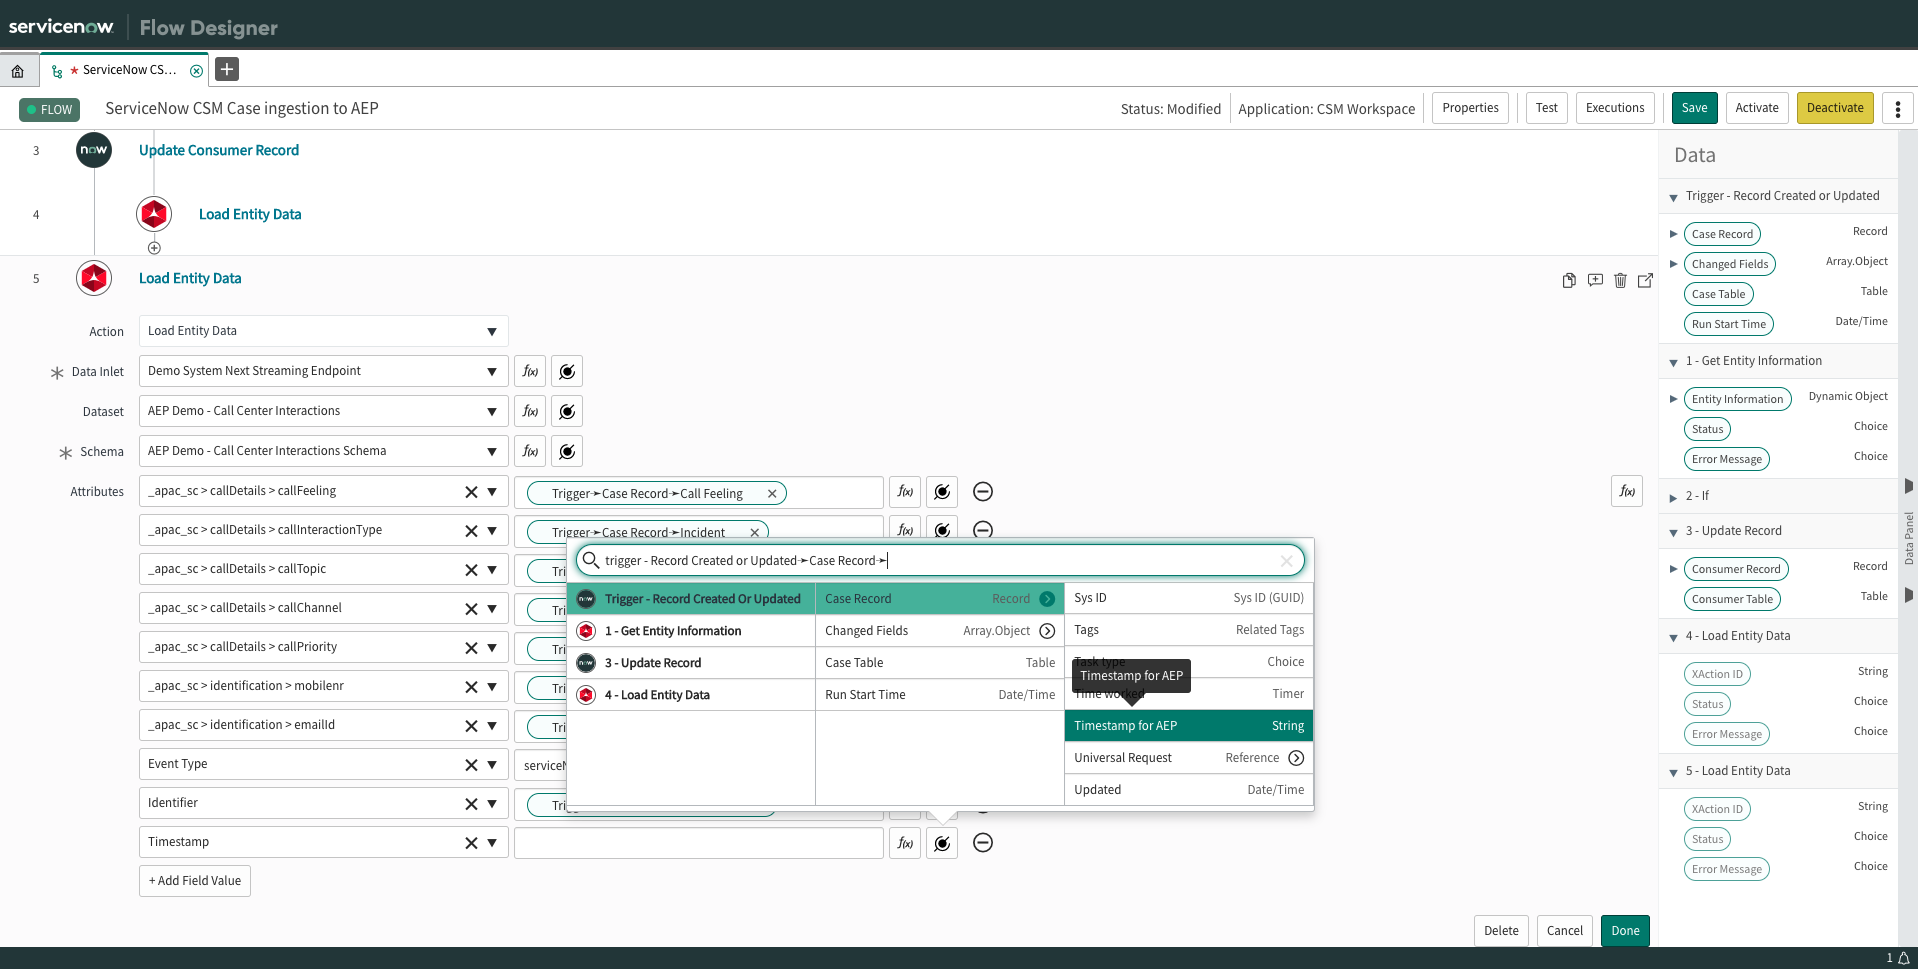 servicenow Flow Designer
* ServiceNow CS...
FLOW ServiceNow CSM Case ingestion to AEP Status: Modified Application: CSM Workspace Properties Test Executions Save Activate Deactivate
3 now Update Consumer Record
4 Load Entity Data
5 Load Entity Data
Action Load Entity Data
* Data Inlet Demo System Next Streaming Endpoint f(x)
Dataset AEP Demo - Call Center Interactions f(x)
* Schema AEP Demo - Call Center Interactions Schema f(x)
Attributes _apac_sc > callDetails > callFeeling Trigger➛Case Record➛Call Feeling f(x) f(x)
_apac_sc > callDetails > callInteractionType Trigger➛Case Record➛Incident f(x)
_apac_sc > callDetails > callTopic Tri
_apac_sc > callDetails > callChannel Tri
_apac_sc > callDetails > callPriority Tri
_apac_sc > identification > mobilenr Tri
_apac_sc > identification > emailId Tri
Event Type service
Identifier Tri
Timestamp f(x)
+ Add Field Value
trigger - Record Created or Updated➛Case Record➛
now Trigger - Record Created Or Updated
1 - Get Entity Information
now 3 - Update Record
4 - Load Entity Data
Case Record Record
Changed Fields Array.Object
Case Table Table
Run Start Time Date/Time
Sys ID Sys ID (GUID)
Tags Related Tags
Task type Choice
Timestamp for AEP
Time worked Timer
Timestamp for AEP String
Universal Request Reference
Updated Date/Time
Delete Cancel Done
Data
Trigger - Record Created or Updated
Case Record Record
Changed Fields Array.Object
Case Table Table
Run Start Time Date/Time
1 - Get Entity Information
Entity Information Dynamic Object
Status Choice
Error Message Choice
2 - If
3 - Update Record
Consumer Record Record
Consumer Table Table
4 - Load Entity Data
XAction ID String
Status Choice
Error Message Choice
5 - Load Entity Data
XAction ID String
Status Choice
Error Message Choice
Data Panel
1